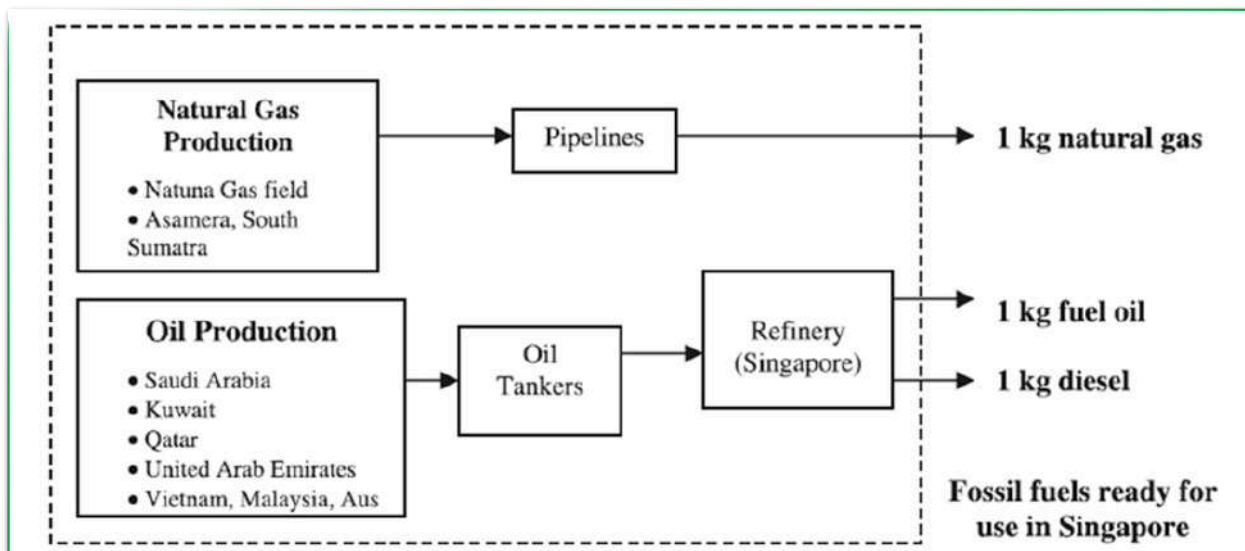 Natural Gas
Production
• Natuna Gas field
• Asamera, South
Sumatra
Pipelines
1 kg natural gas
Oil Production
• Saudi Arabia
• Kuwait
• Qatar
• United Arab Emirates
• Vietnam, Malaysia, Aus
Oil
Tankers
Refinery
(Singapore)
1 kg fuel oil
1 kg diesel
Fossil fuels ready for
use in Singapore